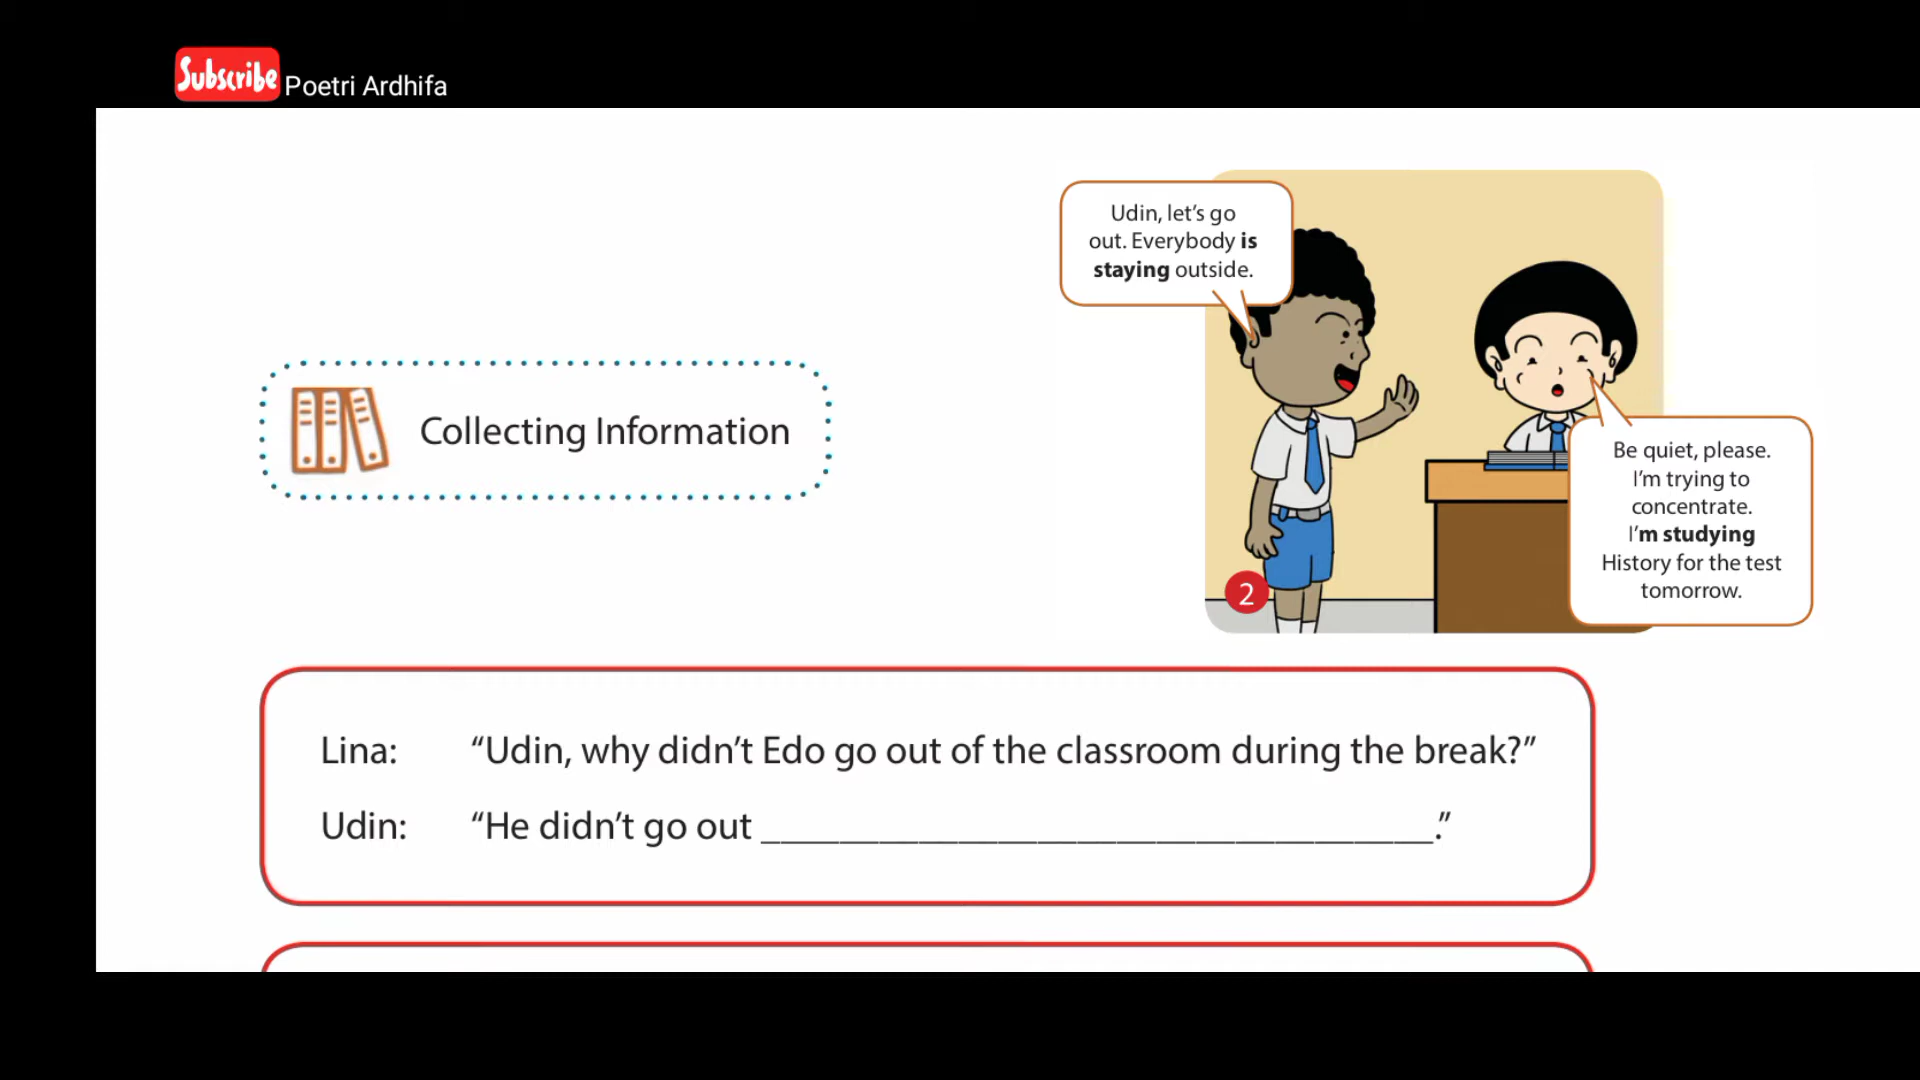 Subscribe Poetri Ardhifa
Udin, let’s go
out. Everybody is
staying outside.
Collecting Information
Be quiet, please.
I’m trying to
concentrate.
I’m studying
History for the test
tomorrow.
2
Lina: “Udin, why didn’t Edo go out of the classroom during the break?”
Udin: “He didn’t go out ___________________________________.”